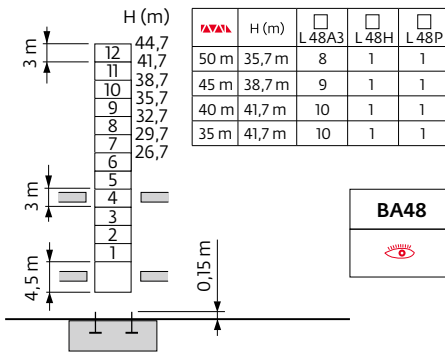 H (m)
44,7
41,7
38,7
35,7
32,7
29,7
26,7
3 m
12
11
10
9
8
7
6
5
4
3
2
1
3 m
4,5 m
0,15 m
H (m) L 48A3 L 48H L 48P
50 m 35,7 m 8 1 1
45 m 38,7 m 9 1 1
40 m 41,7 m 10 1 1
35 m 41,7 m 10 1 1
BA48